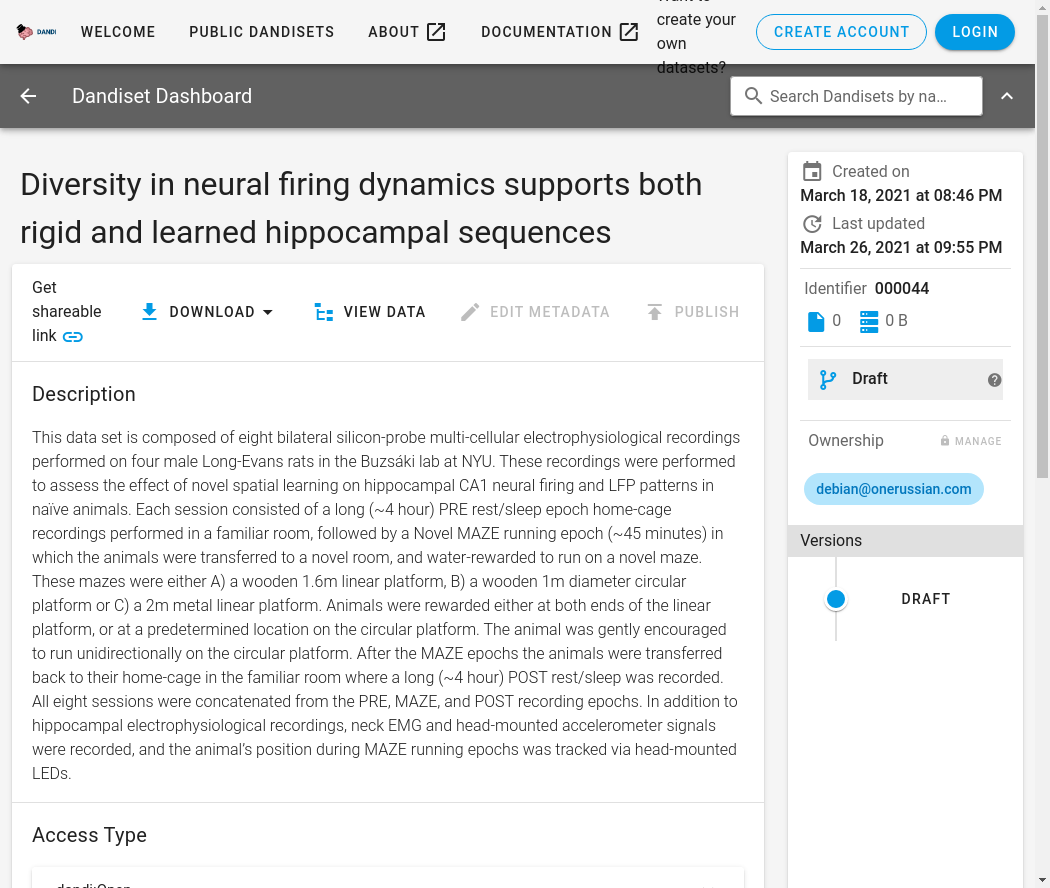 DANDI
WELCOME
PUBLIC DANDISETS
ABOUT
DOCUMENTATION
Want to
create your
own
datasets?
CREATE ACCOUNT
LOGIN
Dandiset Dashboard
Search Dandisets by na…
Diversity in neural firing dynamics supports both
rigid and learned hippocampal sequences
Get
shareable
link
DOWNLOAD
VIEW DATA
EDIT METADATA
PUBLISH
Description
This data set is composed of eight bilateral silicon-probe multi-cellular electrophysiological recordings
performed on four male Long-Evans rats in the Buzsáki lab at NYU. These recordings were performed
to assess the effect of novel spatial learning on hippocampal CA1 neural firing and LFP patterns in
naïve animals. Each session consisted of a long (~4 hour) PRE rest/sleep epoch home-cage
recordings performed in a familiar room, followed by a Novel MAZE running epoch (~45 minutes) in
which the animals were transferred to a novel room, and water-rewarded to run on a novel maze.
These mazes were either A) a wooden 1.6m linear platform, B) a wooden 1m diameter circular
platform or C) a 2m metal linear platform. Animals were rewarded either at both ends of the linear
platform, or at a predetermined location on the circular platform. The animal was gently encouraged
to run unidirectionally on the circular platform. After the MAZE epochs the animals were transferred
back to their home-cage in the familiar room where a long (~4 hour) POST rest/sleep was recorded.
All eight sessions were concatenated from the PRE, MAZE, and POST recording epochs. In addition to
hippocampal electrophysiological recordings, neck EMG and head-mounted accelerometer signals
were recorded, and the animal's position during MAZE running epochs was tracked via head-mounted
LEDs.
Access Type
dandi:Open
Created on
March 18, 2021 at 08:46 PM
Last updated
March 26, 2021 at 09:55 PM
Identifier 000044
0
0 B
Draft
Ownership
MANAGE
debian@onerussian.com
Versions
DRAFT